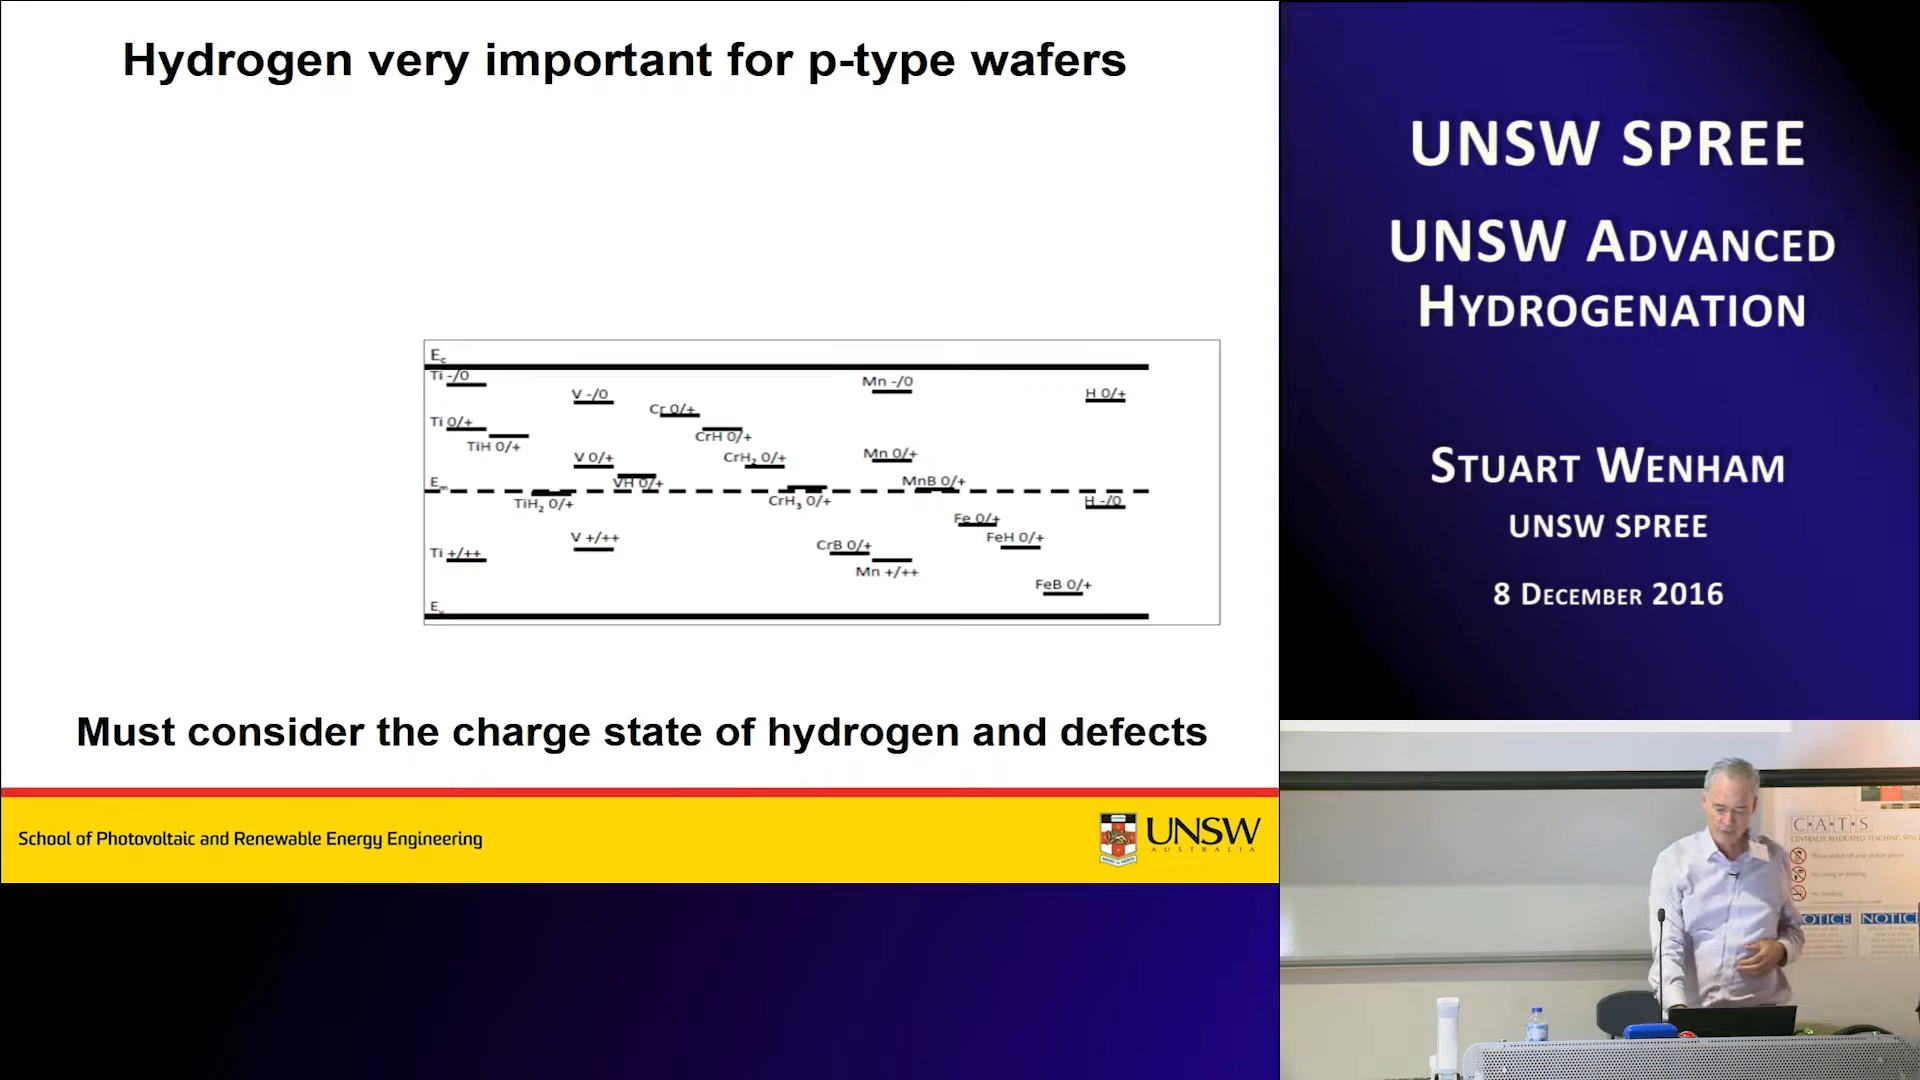 Hydrogen very important for p-type wafers
Ec
Ti -/0
V -/0
Mn -/0
H 0/+
Cr 0/+
Ti 0/+
CrH 0/+
TiH 0/+
V 0/+
CrH2 0/+
Mn 0/+
Em
VH 0/+
MnB 0/+
TiH2 0/+
CrH3 0/+
H -/0
Fe 0/+
V +/++
FeH 0/+
CrB 0/+
Ti +/++
Mn +/++
FeB 0/+
Ev
Must consider the charge state of hydrogen and defects
School of Photovoltaic and Renewable Energy Engineering
UNSW
AUSTRALIA
UNSW SPREE
UNSW ADVANCED
HYDROGENATION
STUART WENHAM
UNSW SPREE
8 DECEMBER 2016
C·A·T·S
NOTICE